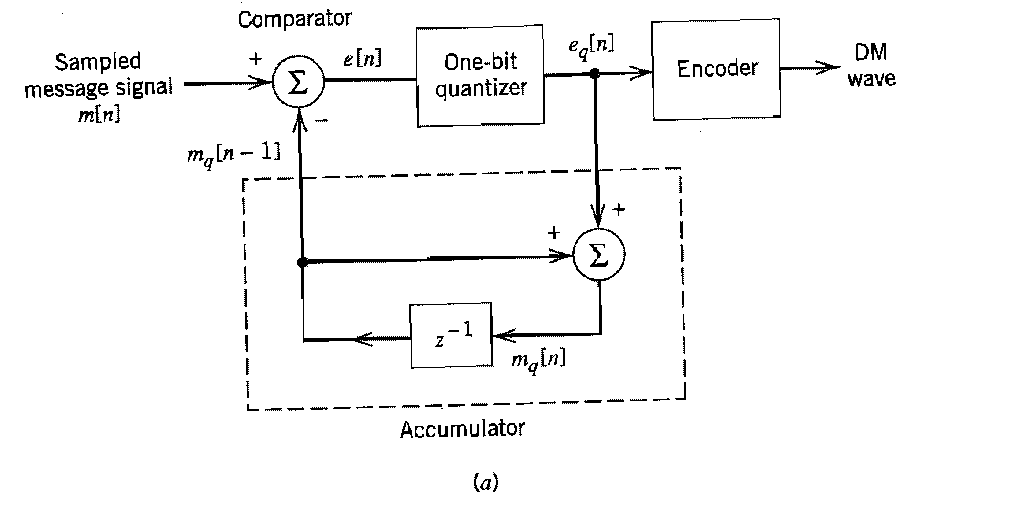 Comparator
Sampled
message signal
m[n]
+
Σ
−
e[n]
One-bit
quantizer
e_q[n]
Encoder
DM
wave
m_q[n − 1]
+
+
Σ
z^{-1}
m_q[n]
Accumulator
(a)